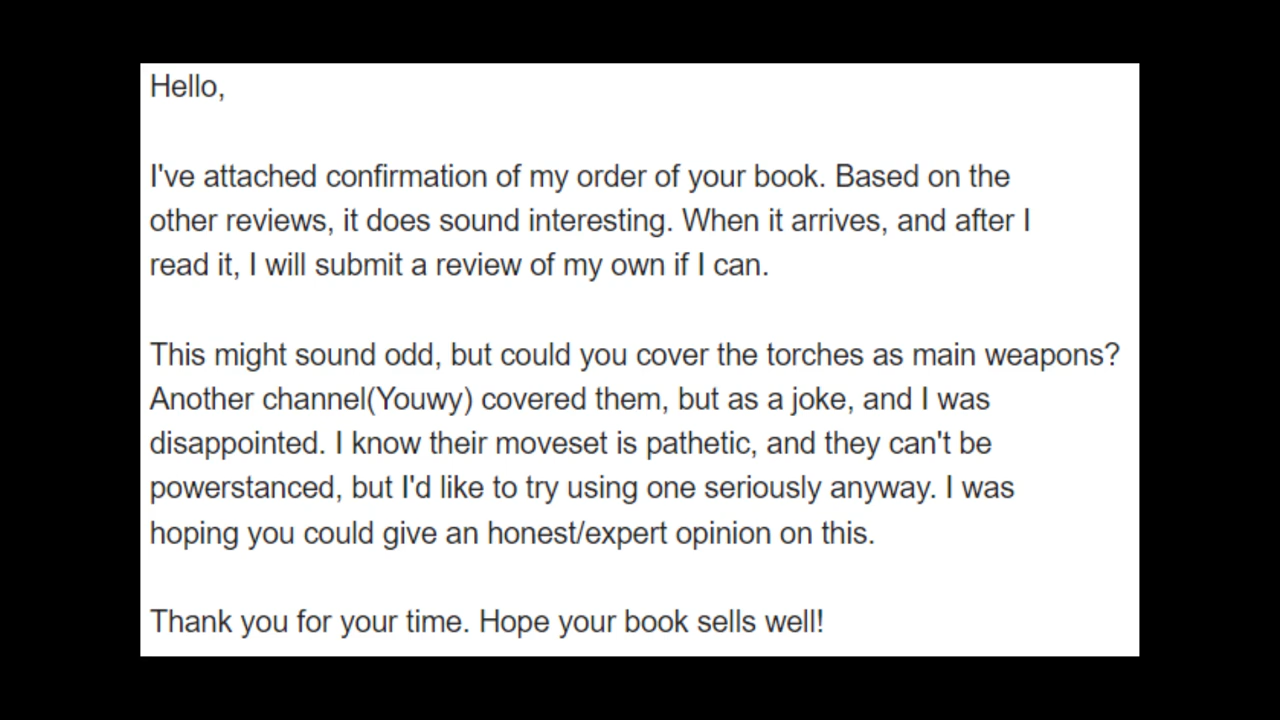 Hello,
I've attached confirmation of my order of your book. Based on the
other reviews, it does sound interesting. When it arrives, and after I
read it, I will submit a review of my own if I can.
This might sound odd, but could you cover the torches as main weapons?
Another channel(Youwy) covered them, but as a joke, and I was
disappointed. I know their moveset is pathetic, and they can't be
powerstanced, but I'd like to try using one seriously anyway. I was
hoping you could give an honest/expert opinion on this.
Thank you for your time. Hope your book sells well!